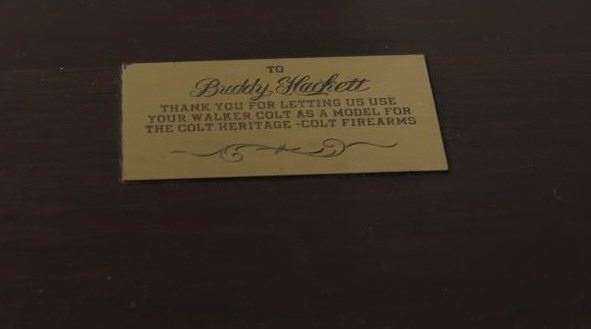 TO
Buddy Hackett
THANK YOU FOR LETTING US USE
YOUR WALKER COLT AS A MODEL FOR
THE COLT HERITAGE -COLT FIREARMS